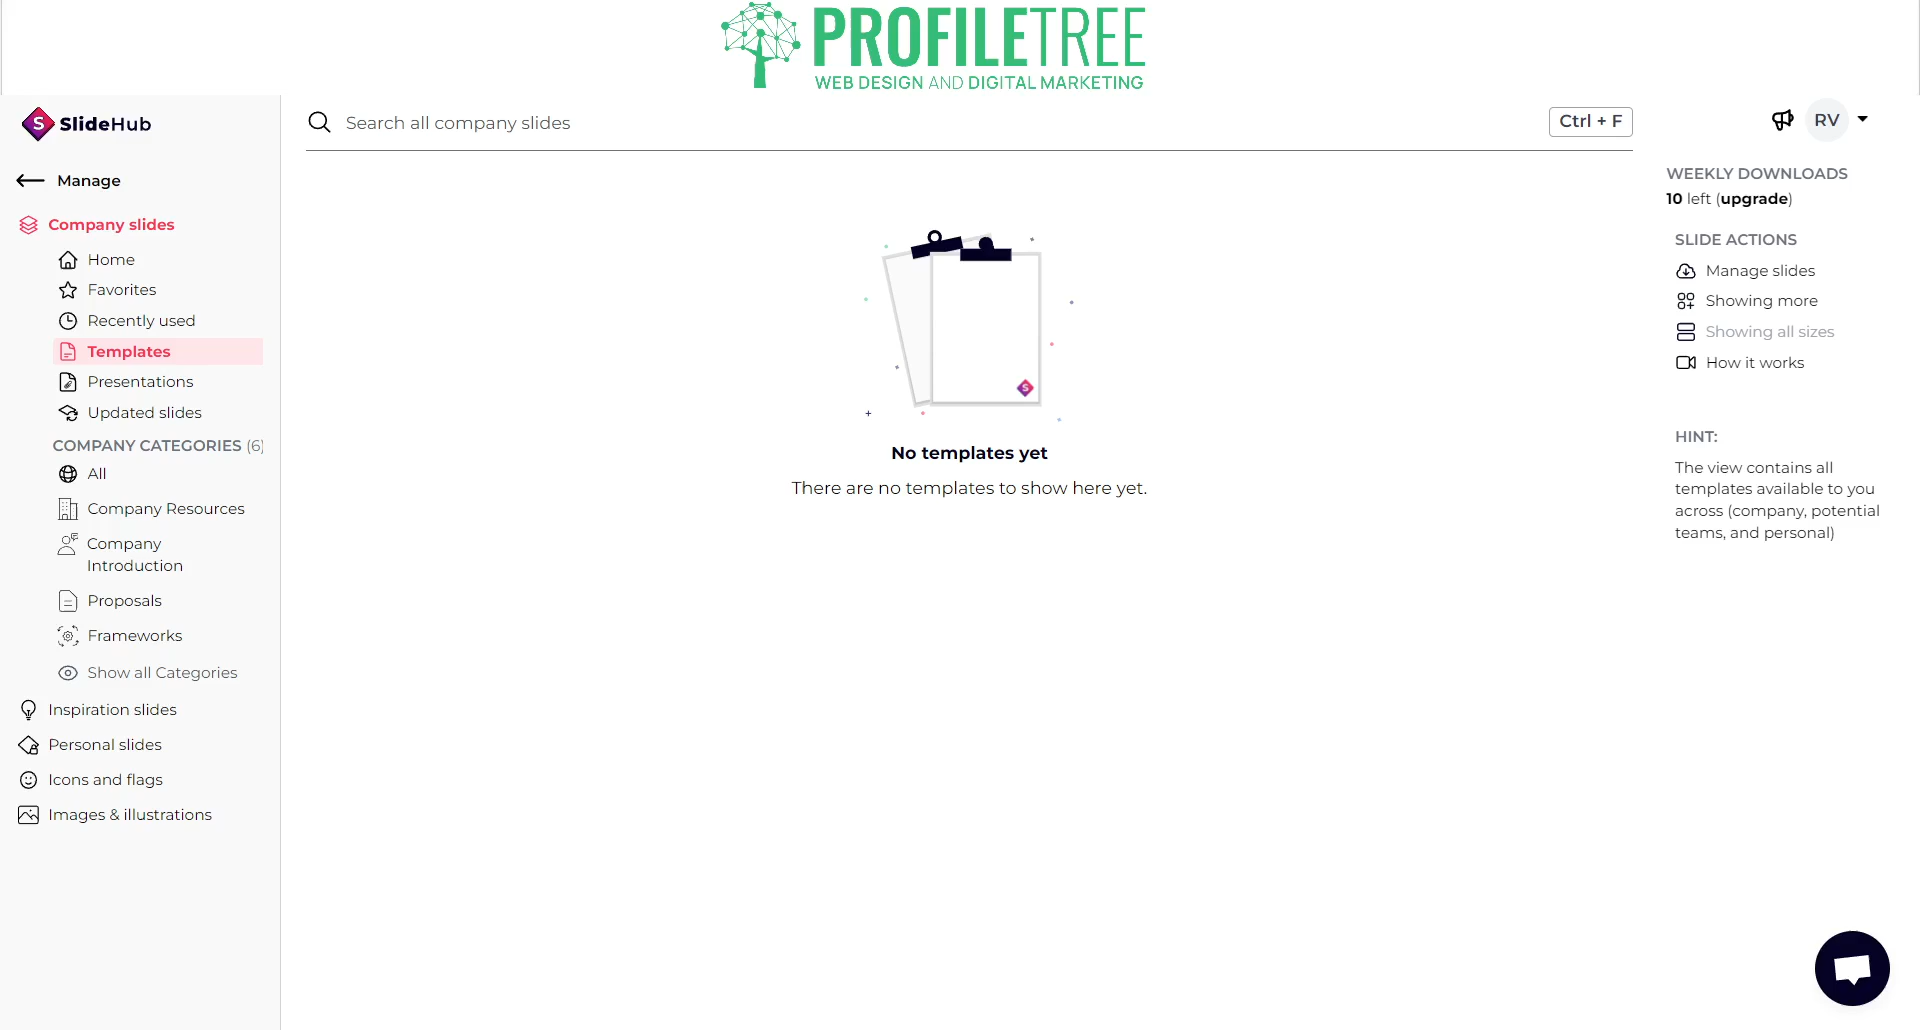 PROFILETREE
WEB DESIGN AND DIGITAL MARKETING
S SlideHub
Search all company slides
Ctrl + F
RV
Manage
Company slides
Home
Favorites
Recently used
Templates
Presentations
Updated slides
COMPANY CATEGORIES (6)
All
Company Resources
Company
Introduction
Proposals
Frameworks
Show all Categories
Inspiration slides
Personal slides
Icons and flags
Images & illustrations
S
No templates yet
There are no templates to show here yet.
WEEKLY DOWNLOADS
10 left (upgrade)
SLIDE ACTIONS
Manage slides
Showing more
Showing all sizes
How it works
HINT:
The view contains all
templates available to you
across (company, potential
teams, and personal)